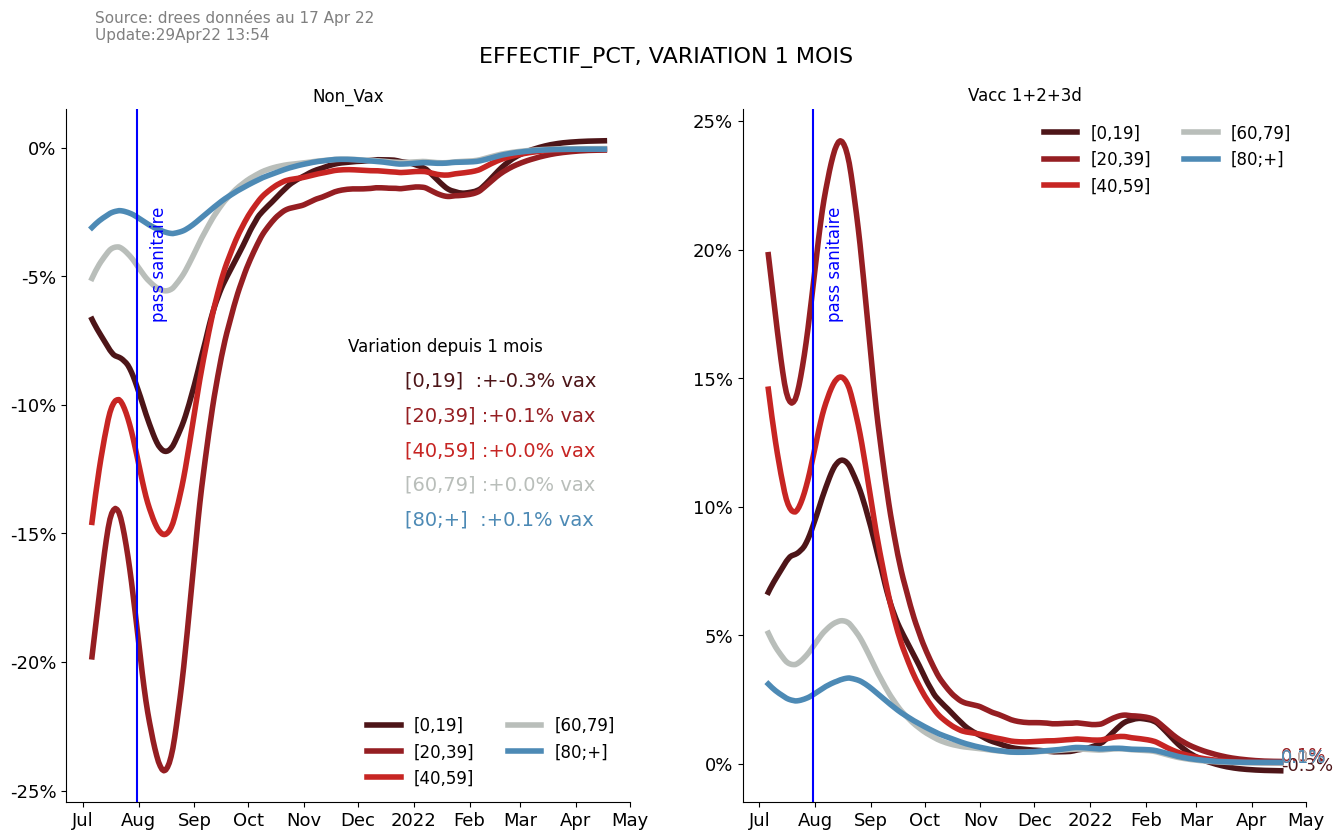 Source: drees données au 17 Apr 22
Update:29Apr22 13:54
EFFECTIF_PCT, VARIATION 1 MOIS
Non_Vax
0%
-5%
-10%
-15%
-20%
-25%
pass sanitaire
Variation depuis 1 mois
[0,19]  :+-0.3% vax
[20,39] :+0.1% vax
[40,59] :+0.0% vax
[60,79] :+0.0% vax
[80;+]  :+0.1% vax
[0,19] [60,79]
[20,39] [80;+]
[40,59]
Jul Aug Sep Oct Nov Dec 2022 Feb Mar Apr May
Vacc 1+2+3d
25%
20%
15%
10%
5%
0%
[0,19] [60,79]
[20,39] [80;+]
[40,59]
pass sanitaire
0.1%
-0.3%
Jul Aug Sep Oct Nov Dec 2022 Feb Mar Apr May